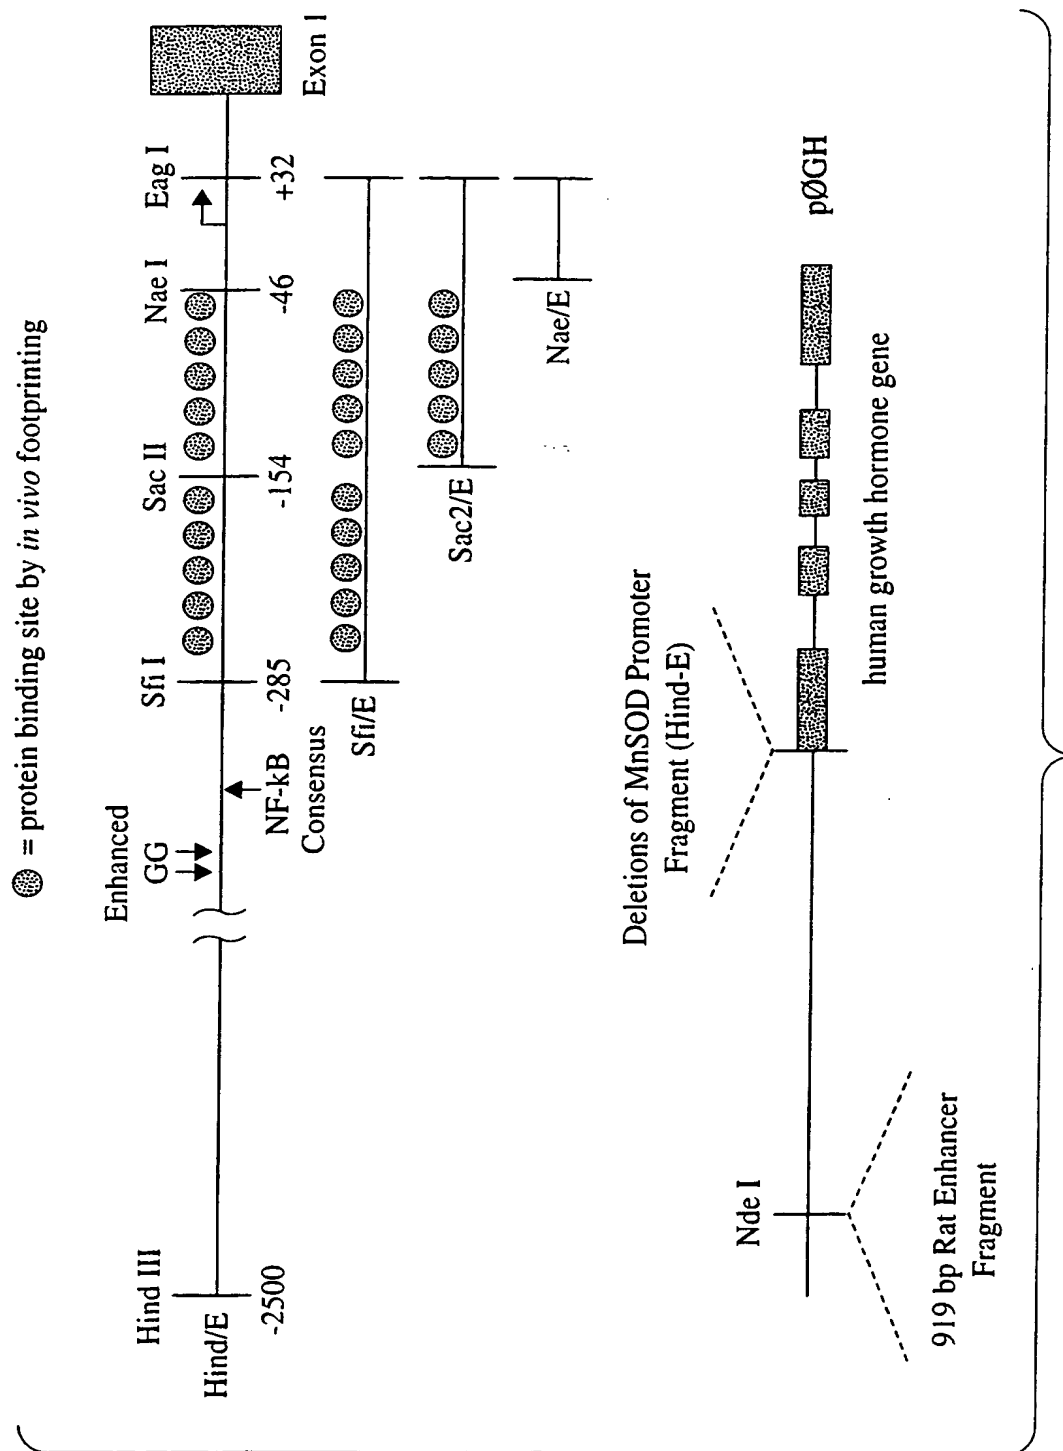 = protein binding site by in vivo footprinting
Hind III
Enhanced
GG
Sfi I
Sac II
Nae I
Eag I
Hind/E
-2500
NF-kB
Consensus
-285
-154
-46
+32
Exon 1
Sfi/E
Sac2/E
Nae/E
Deletions of MnSOD Promoter
Fragment (Hind-E)
Nde I
pØGH
human growth hormone gene
919 bp Rat Enhancer
Fragment